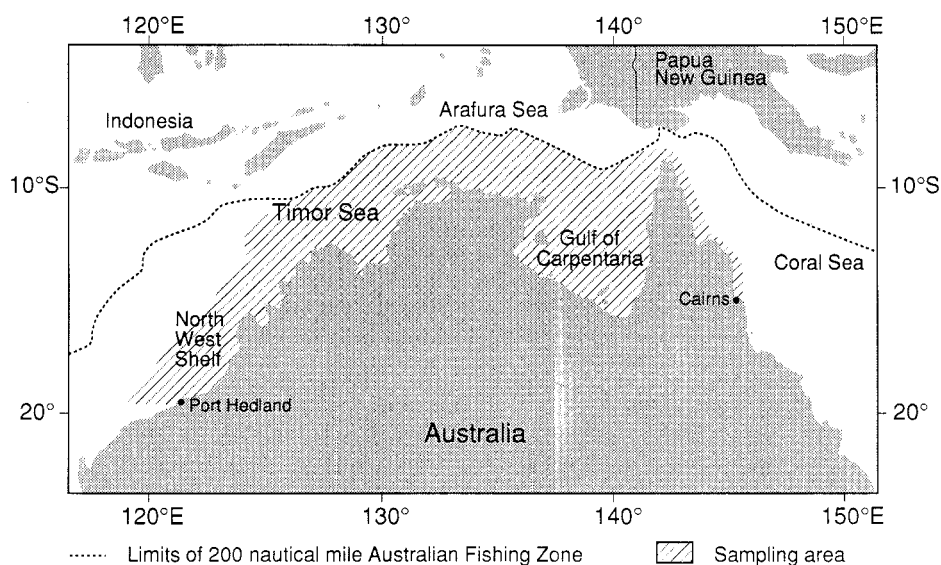 120°E 130° 140° 150°E
Papua
New Guinea
Arafura Sea
Indonesia
10°S 10°S
Timor Sea
Gulf of
Carpentaria
Coral Sea
Cairns
North
West
Shelf
Port Hedland
20° 20°
Australia
120°E 130° 140° 150°E
Limits of 200 nautical mile Australian Fishing Zone Sampling area